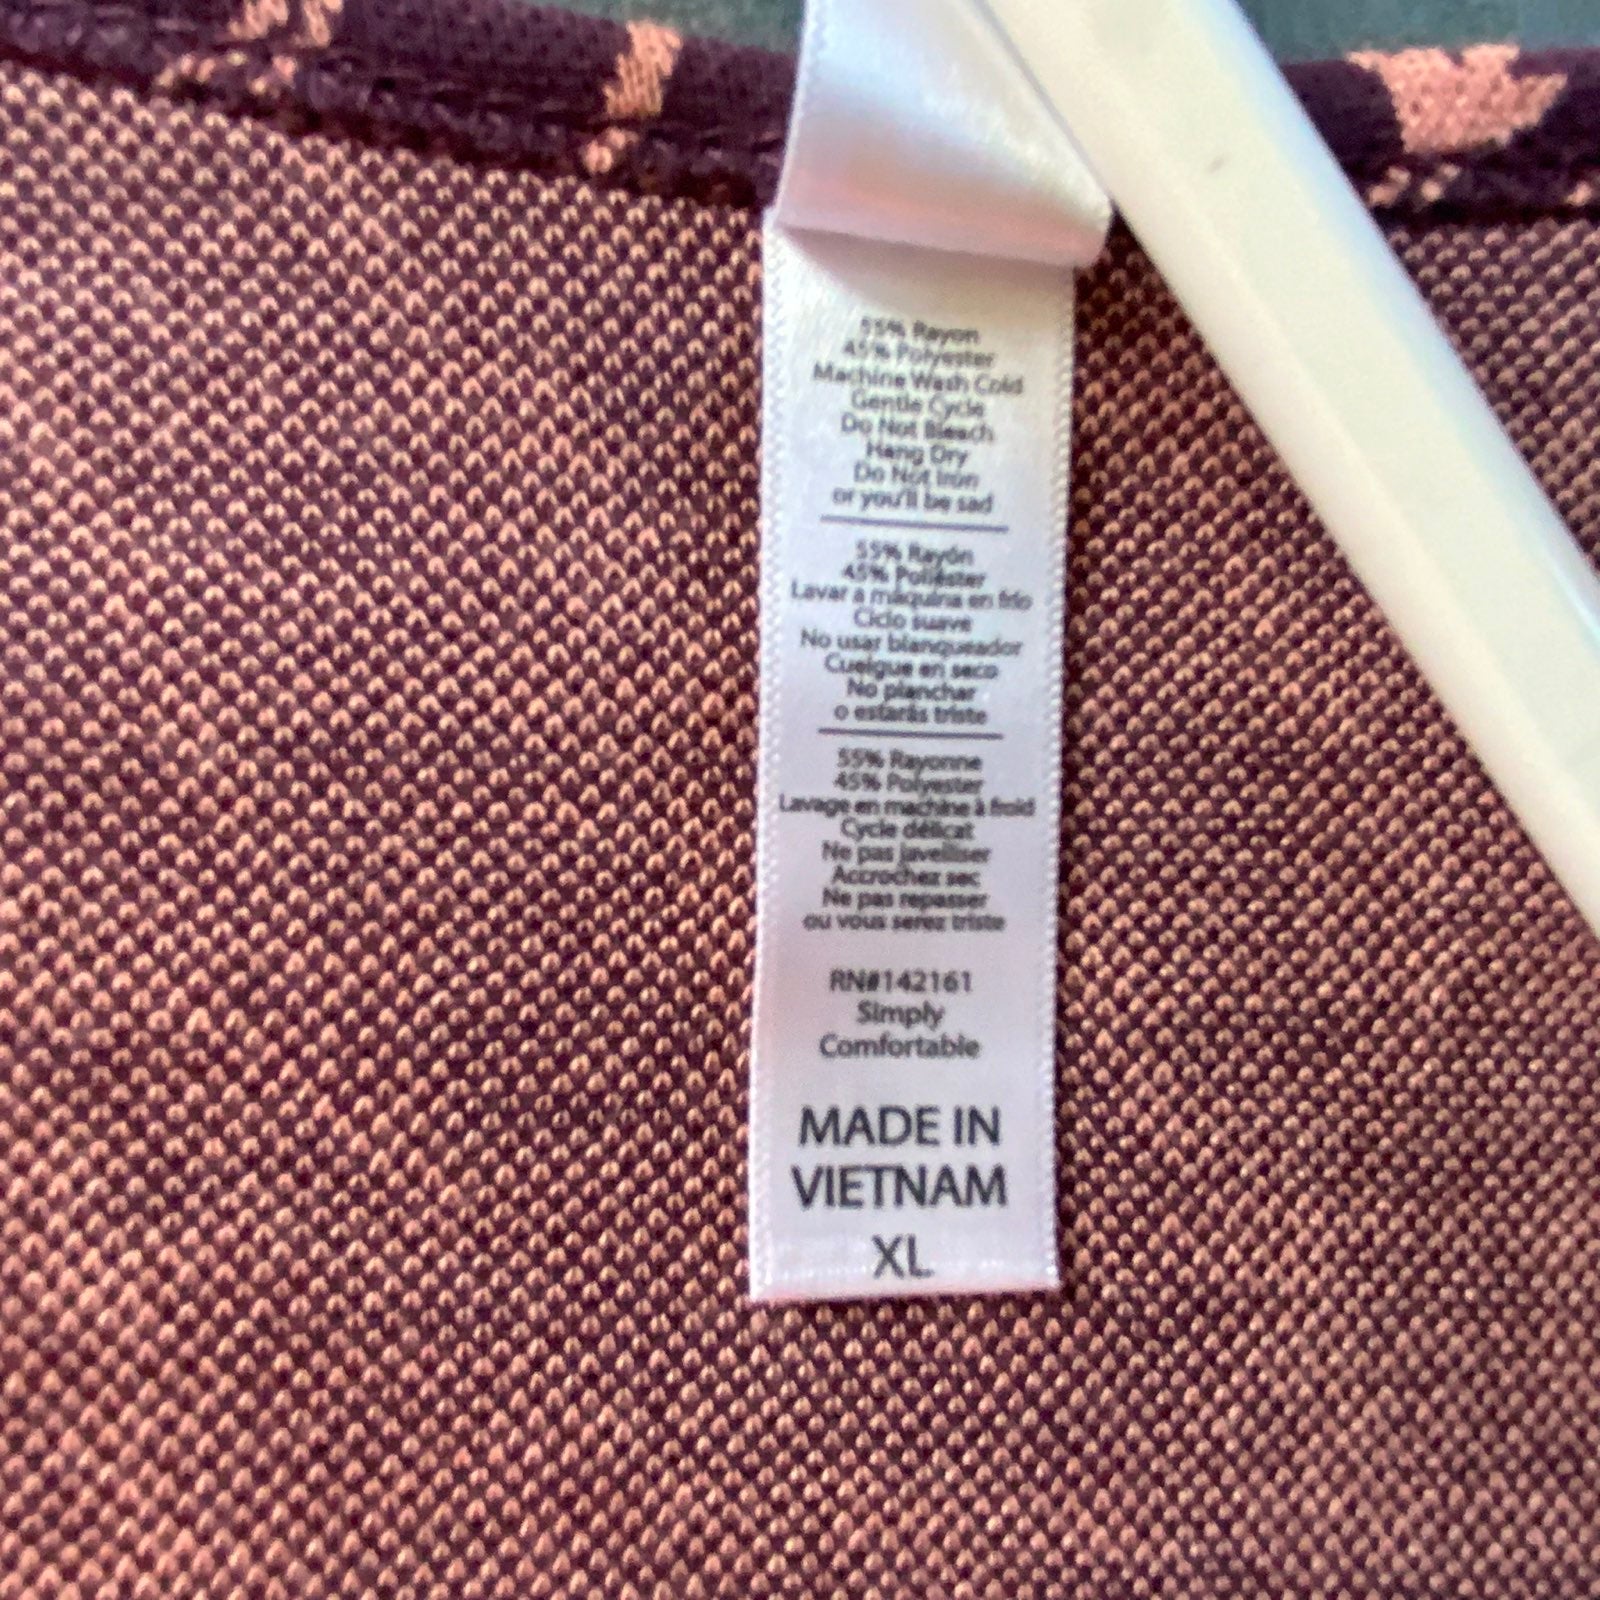 55% Rayon
45% Polyester
Machine Wash Cold
Gentle Cycle
Do Not Bleach
Hang Dry
Do Not Iron
or you'll be sad
55% Rayón
45% Poliéster
Lavar a máquina en frío
Ciclo suave
No usar blanqueador
Cuelgue en seco
No planchar
o estarás triste
55% Rayonne
45% Polyester
Lavage en machine à froid
Cycle délicat
Ne pas javelliser
Accrochez sec
Ne pas repasser
ou vous serez triste
RN#142161
Simply
Comfortable
MADE IN
VIETNAM
XL